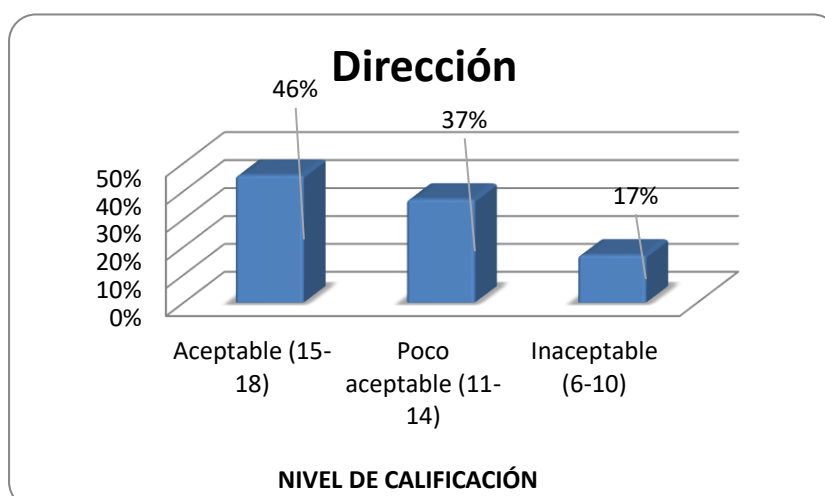 Dirección
46%
37%
17%
50%
40%
30%
20%
10%
0%
Aceptable (15-
18)
Poco
aceptable (11-
14)
Inaceptable
(6-10)
NIVEL DE CALIFICACIÓN